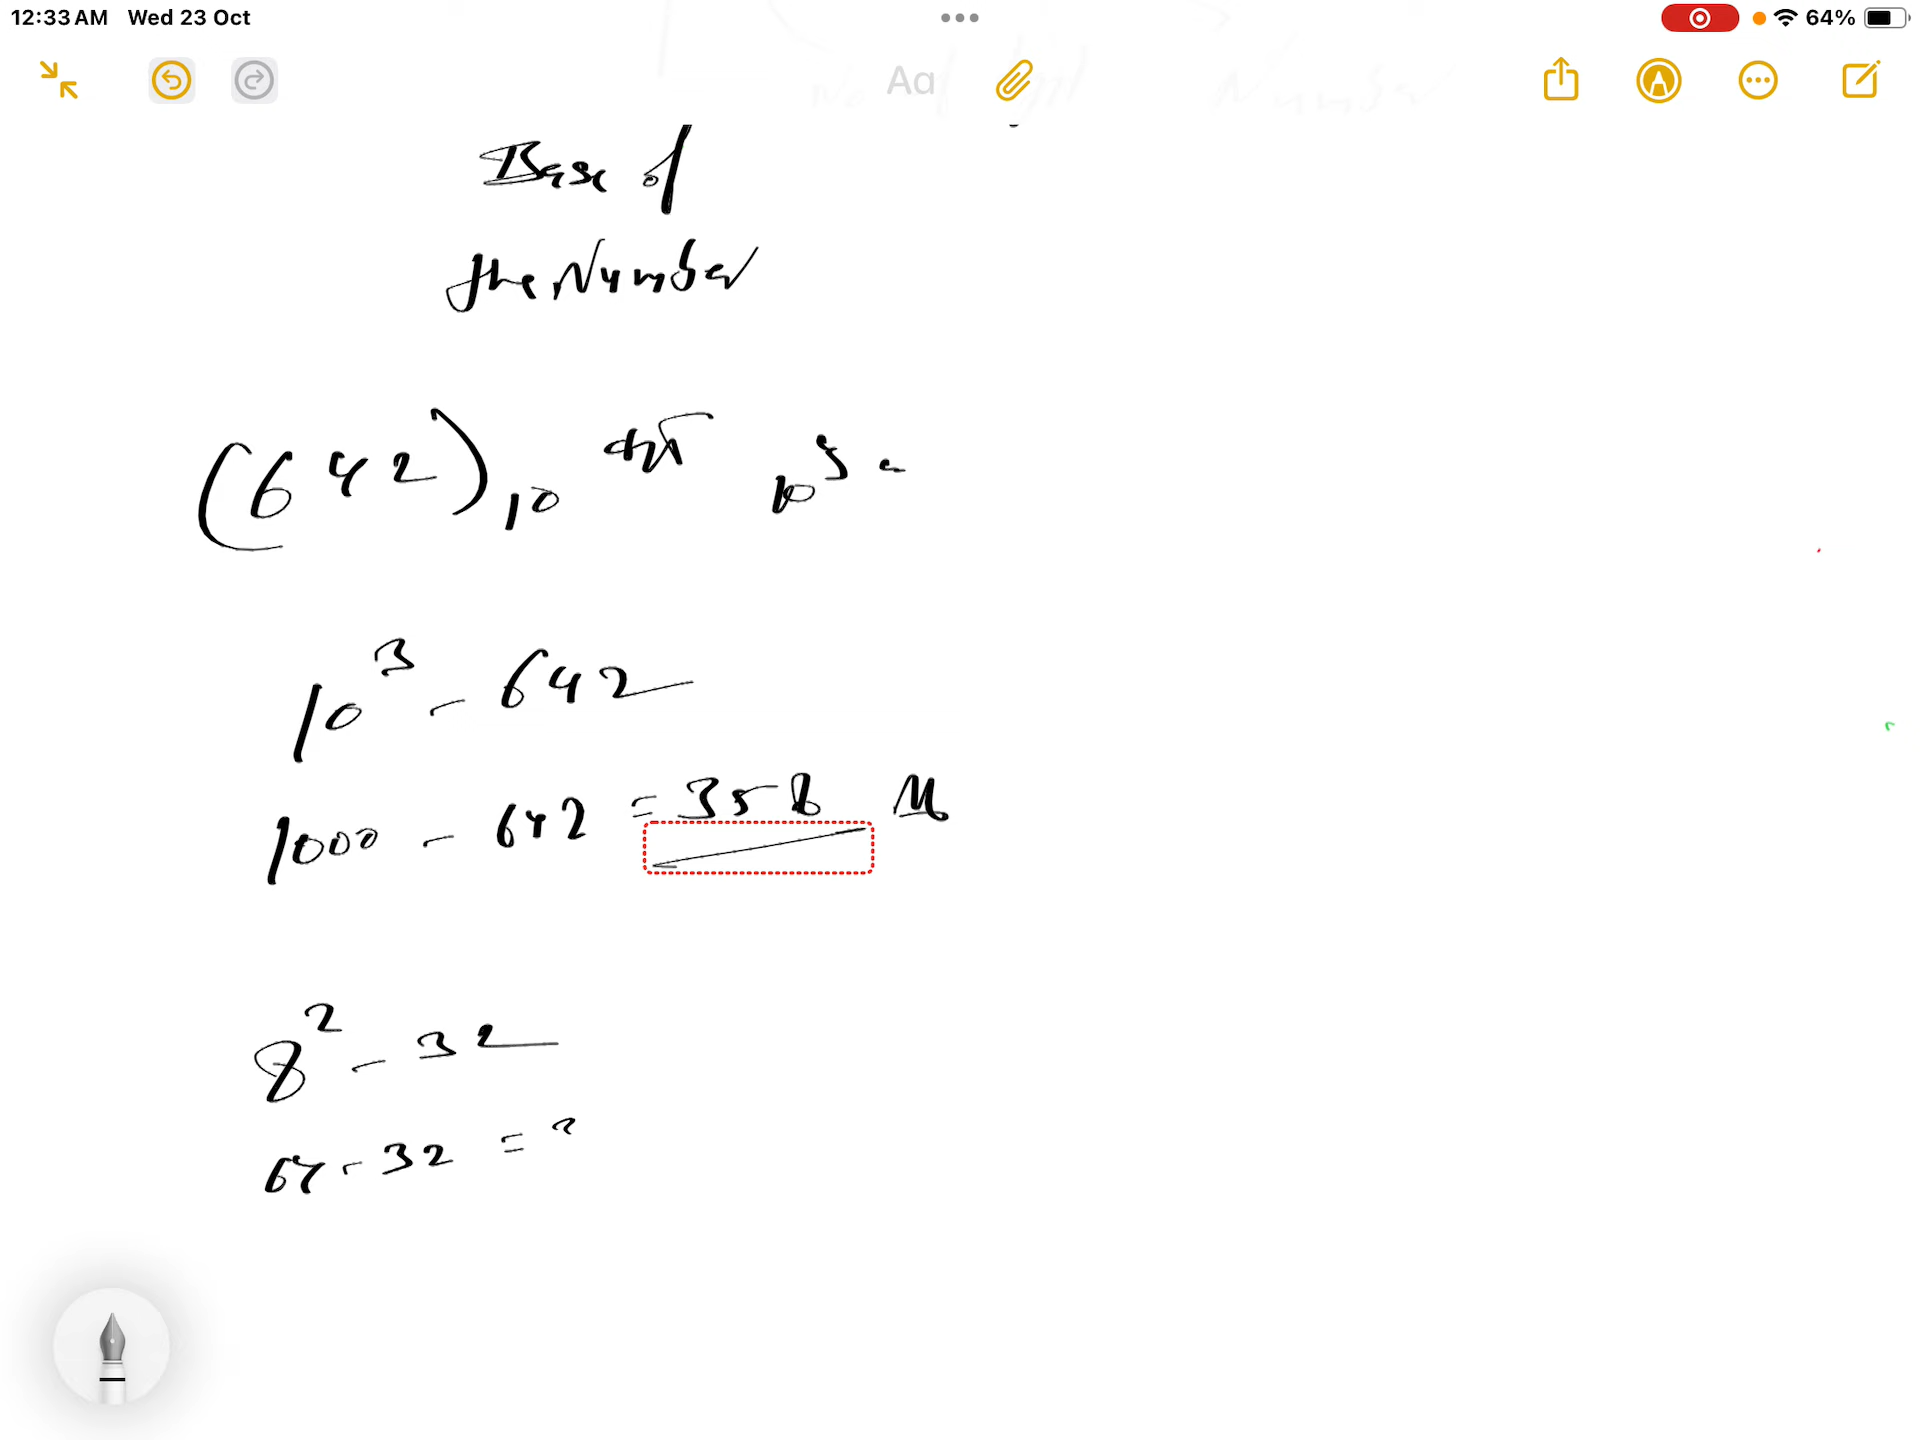 12:33 AM Wed 23 Oct
64%
Aa
Base of
the Number
(642)₁₀ का 10's
10³ - 642
1000 - 642 = 358
8² - 32
64 - 32 =